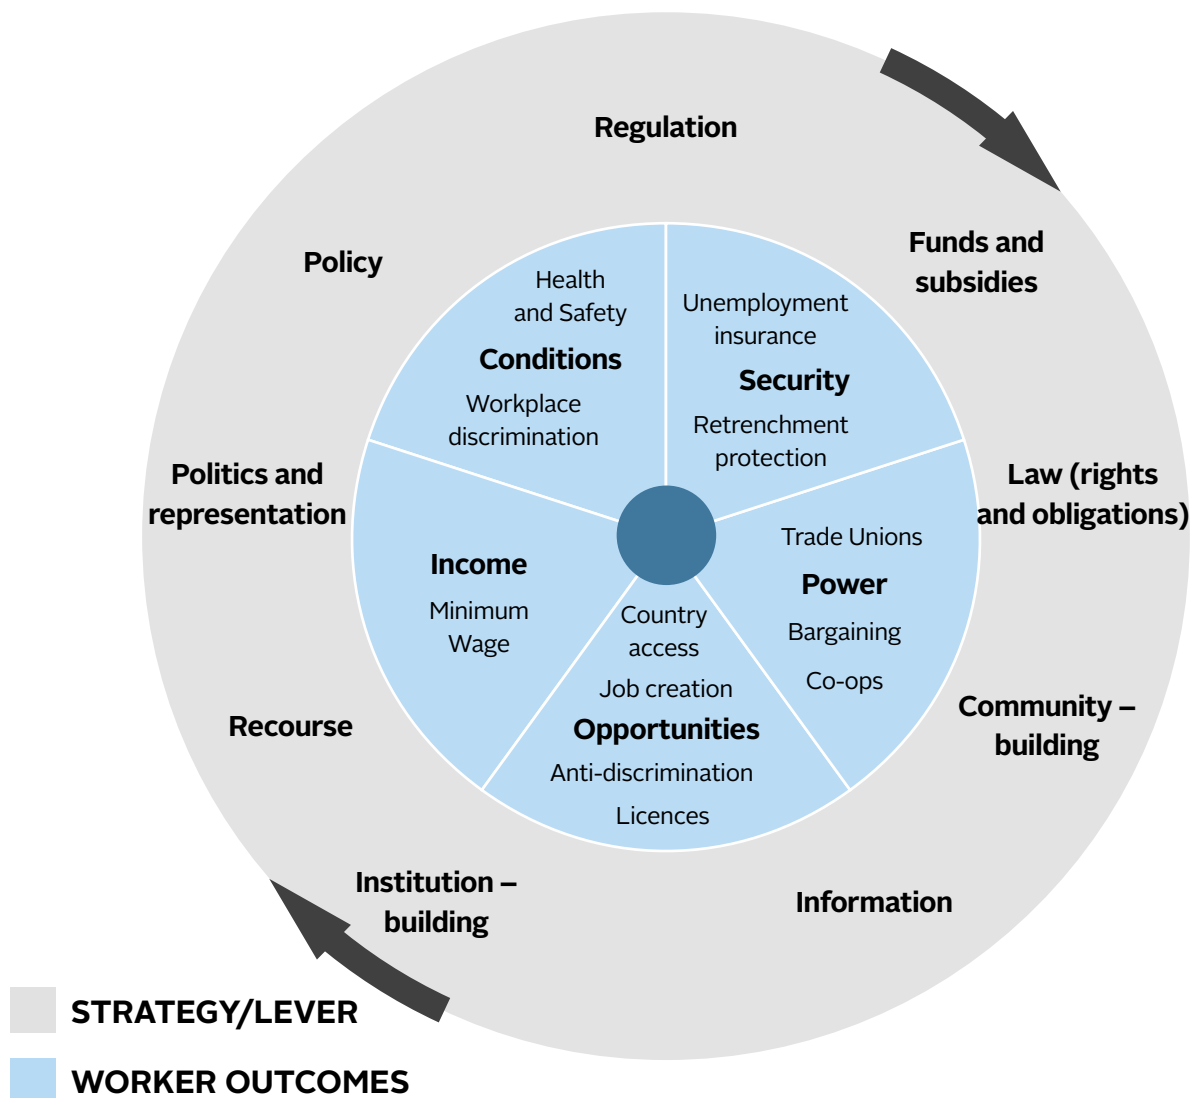 Regulation
Funds and
subsidies
Policy
Health
and Safety
Conditions
Workplace
discrimination
Unemployment
insurance
Security
Retrenchment
protection
Politics and
representation
Law (rights
and obligations)
Income
Minimum
Wage
Trade Unions
Power
Bargaining
Co-ops
Country
access
Job creation
Opportunities
Anti-discrimination
Licences
Recourse
Community –
building
Institution –
building
Information
STRATEGY/LEVER
WORKER OUTCOMES